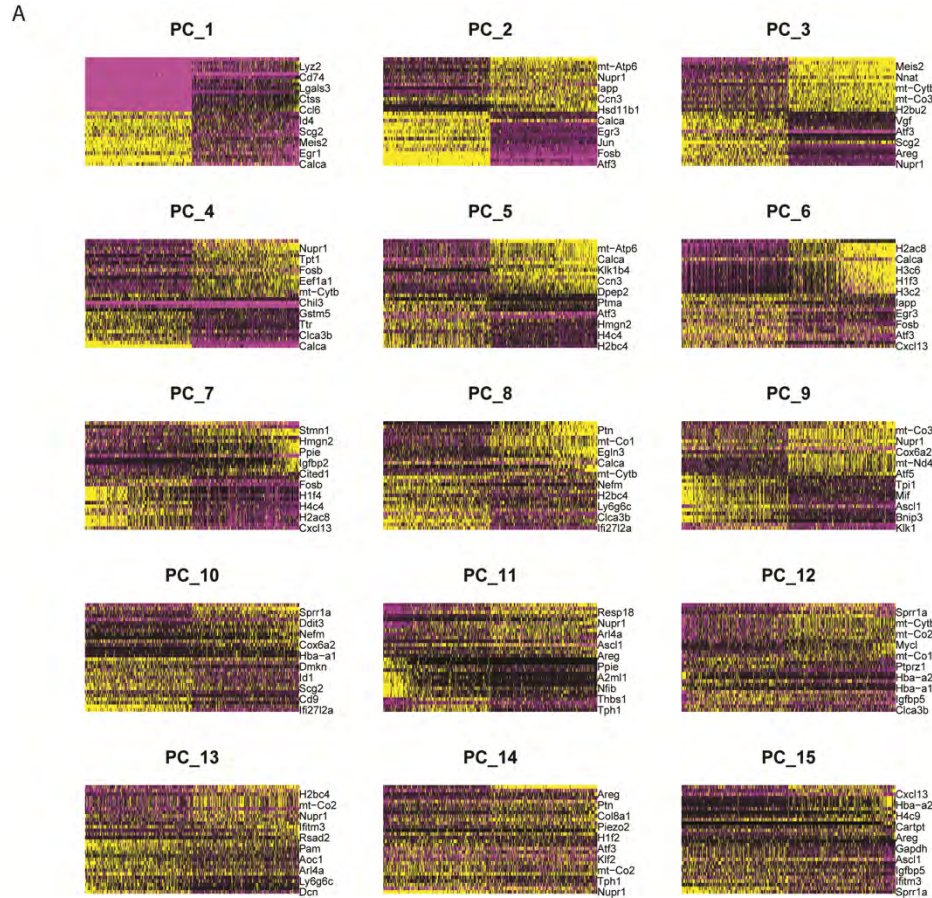 A
PC_1
Lyz2
Cd74
Lgals3
Ctss
Ccl6
Id4
Scg2
Meis2
Egr1
Calca
PC_2
mt-Atp6
Nupr1
Iapp
Ccn3
Hsd11b1
Calca
Egr3
Jun
Fosb
Atf3
PC_3
Meis2
Nnat
mt-Cytb
mt-Co3
H2bu2
Vgf
Atf3
Scg2
Areg
Nupr1
PC_4
Nupr1
Tpt1
Fosb
Eef1a1
mt-Cytb
Chil3
Gstm5
Ttr
Clca3b
Calca
PC_5
mt-Atp6
Calca
Klk1b4
Ccn3
Dpep2
Ptma
Atf3
Hmgn2
H4c4
H2bc4
PC_6
H2ac8
Calca
H3c6
H1f3
H3c2
Iapp
Egr3
Fosb
Atf3
Cxcl13
PC_7
Stmn1
Hmgn2
Ppie
Igfbp2
Cited1
Fosb
H1f4
H4c4
H2ac8
Cxcl13
PC_8
Ptn
mt-Co1
Egln3
Calca
mt-Cytb
Nefm
H2bc4
Ly6g6c
Clca3b
Ifi27l2a
PC_9
mt-Co3
Nupr1
Cox6a2
mt-Nd4
Atf5
Tpi1
Mif
Ascl1
Bnip3
Klk1
PC_10
Sprr1a
Ddit3
Nefm
Cox6a2
Hba-a1
Dmkn
Id1
Scg2
Cd9
Ifi27l2a
PC_11
Resp18
Nupr1
Arl4a
Ascl1
Areg
Ppie
A2ml1
Nfib
Thbs1
Tph1
PC_12
Sprr1a
mt-Cytb
mt-Co2
Mycl
mt-Co1
Ptprz1
Hba-a2
Hba-a1
Igfbp5
Clca3b
PC_13
H2bc4
mt-Co2
Nupr1
Ifitm3
Rsad2
Pam
Aoc1
Arl4a
Ly6g6c
Dcn
PC_14
Areg
Ptn
Col8a1
Piezo2
H1f2
Atf3
Klf2
mt-Co2
Tph1
Nupr1
PC_15
Cxcl13
Hba-a2
H4c9
Cartpt
Areg
Gapdh
Ascl1
Igfbp5
Ifitm3
Sprr1a